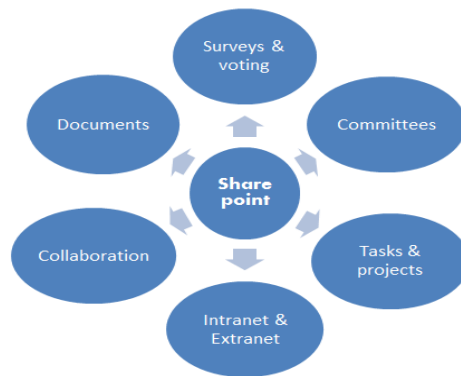 Surveys &
voting
Documents
Committees
Share
point
Collaboration
Tasks &
projects
Intranet &
Extranet